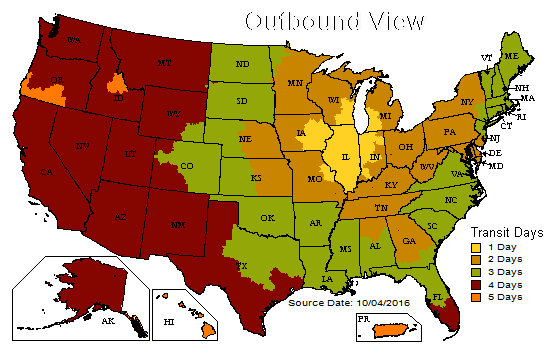 Outbound View
WA
MT
ND
MN
VT
ME
OR
ID
SD
WI
MI
NY
NH
MA
RI
CT
WY
NE
IA
PA
NJ
NV
UT
CO
IL
IN
OH
DE
MD
WV
VA
CA
KS
MO
KY
NC
TN
AZ
NM
OK
AR
SC
MS
AL
GA
TX
LA
FL
AK
HI
PR
Transit Days
1 Day
2 Days
3 Days
4 Days
5 Days
Source Date: 10/04/2016